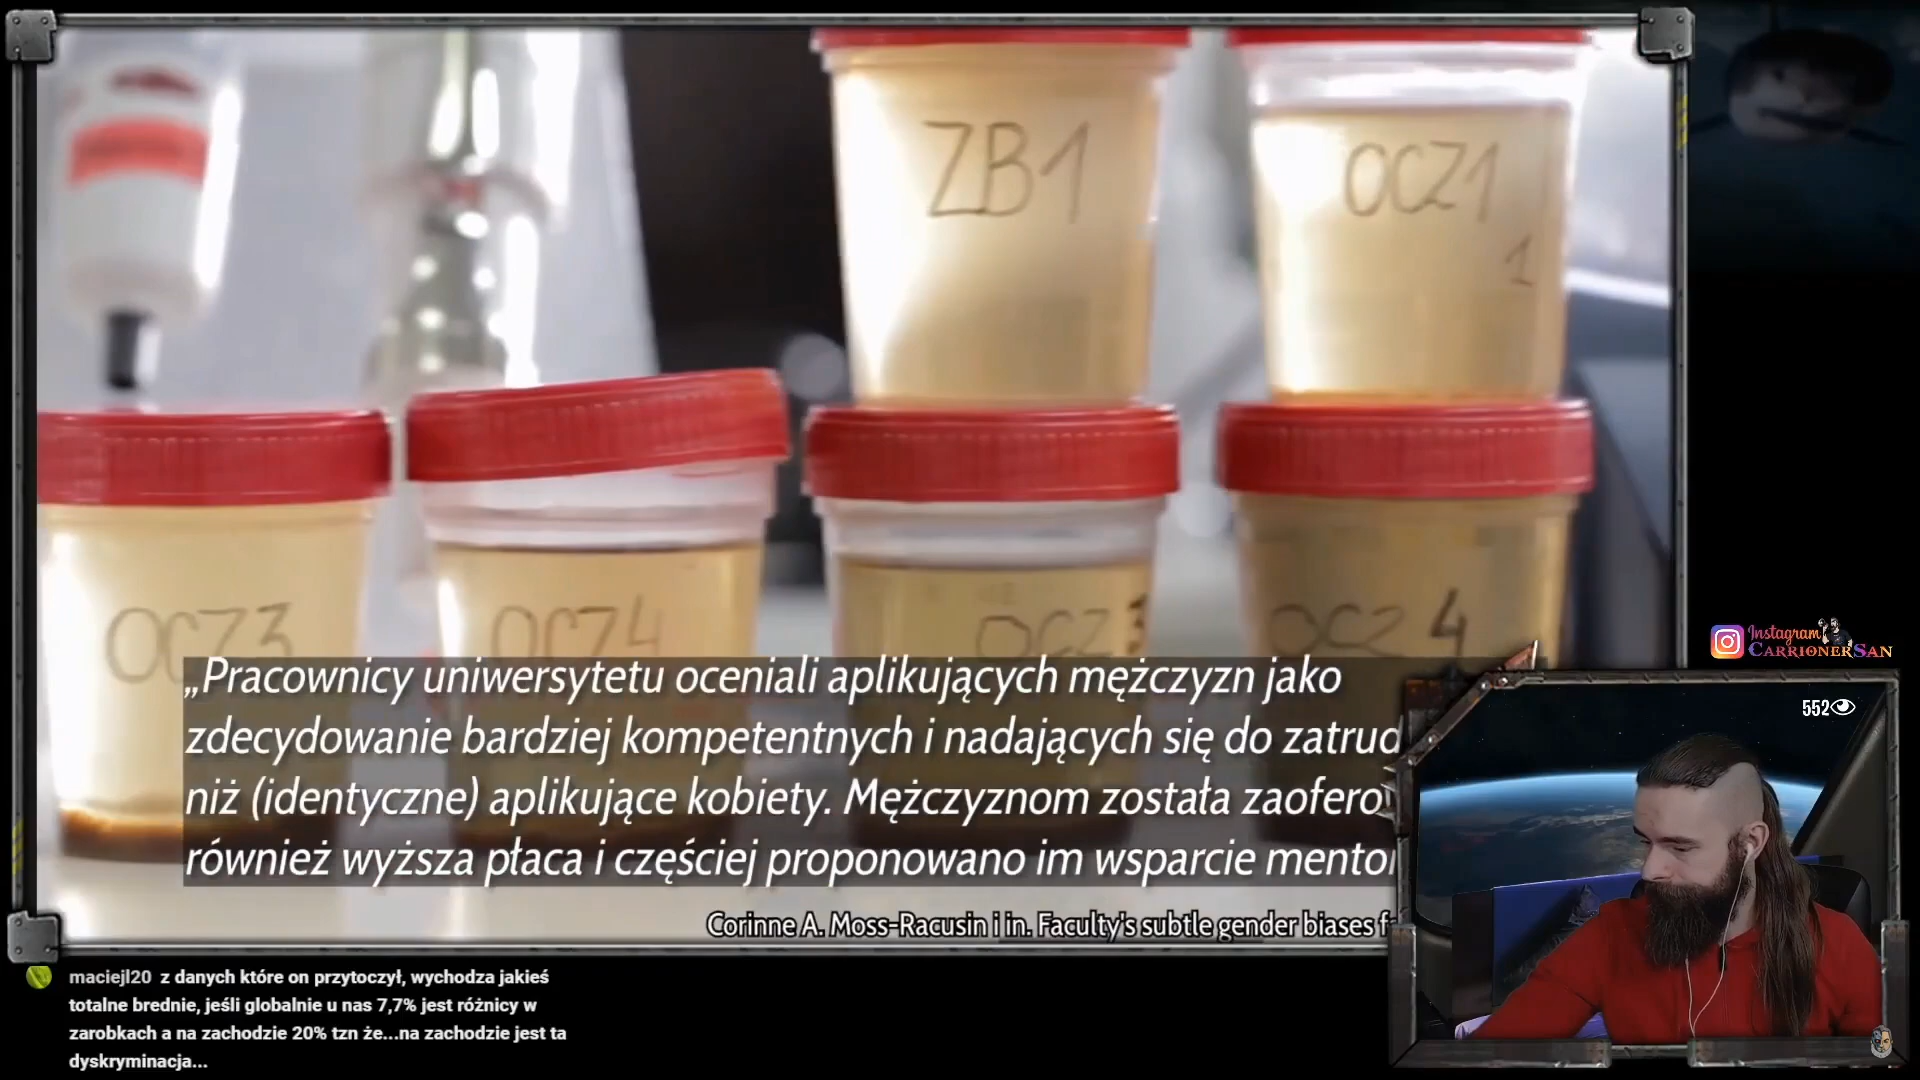 ZB1
OCZ1
1
OCZ3
OCZ4
OCZ3
OCZ4
„Pracownicy uniwersytetu oceniali aplikujących mężczyzn jako
zdecydowanie bardziej kompetentnych i nadających się do zatrud
niż (identyczne) aplikujące kobiety. Mężczyznom została zaofero
również wyższa płaca i częściej proponowano im wsparcie mentor
Corinne A. Moss-Racusin i in. Faculty's subtle gender biases f
Instagram
CarrionerSan
552
maciejl20 z danych które on przytoczył, wychodza jakieś
totalne brednie, jeśli globalnie u nas 7,7% jest różnicy w
zarobkach a na zachodzie 20% tzn że...na zachodzie jest ta
dyskryminacja...